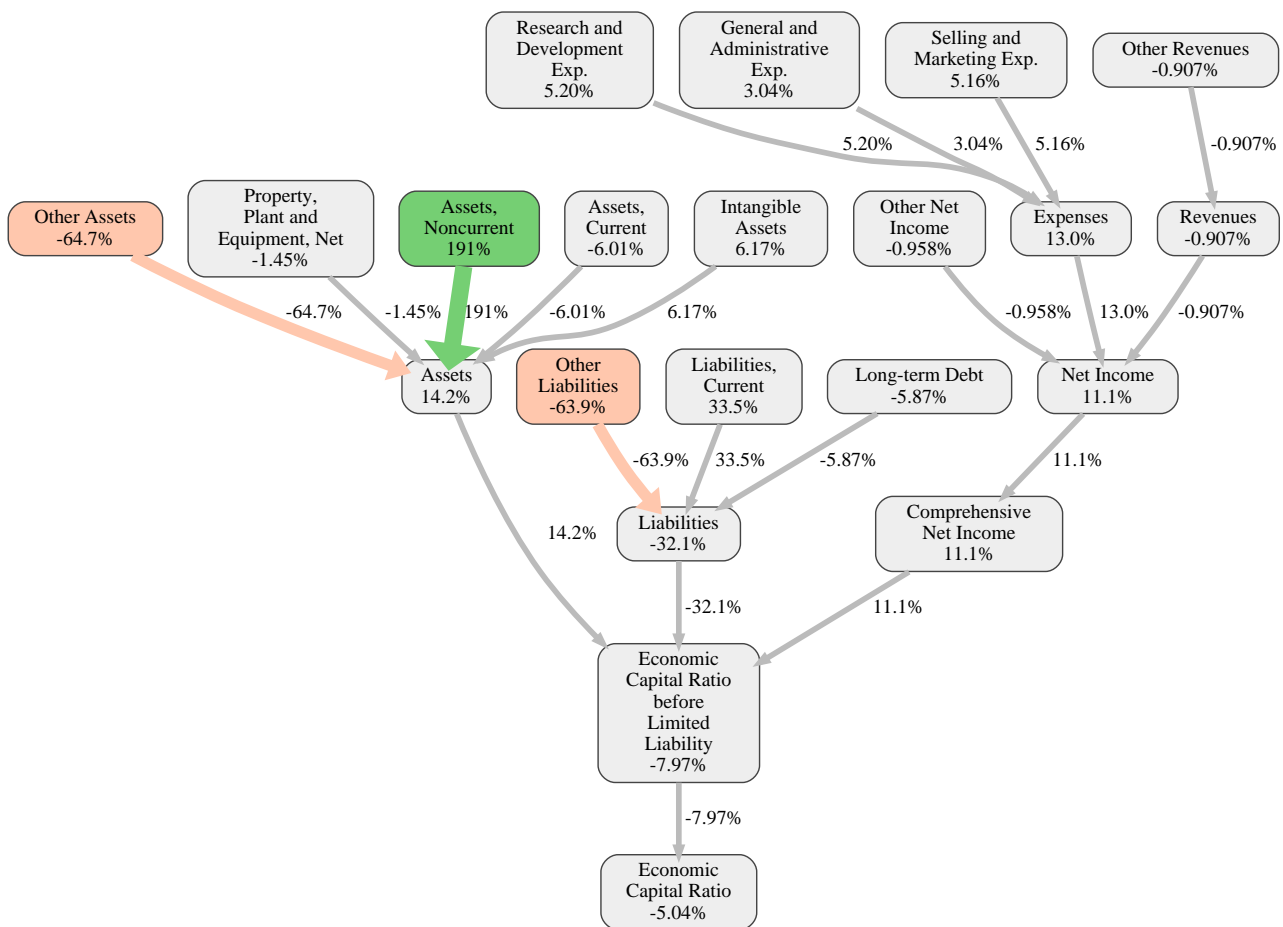 Research and
Development
Exp.
5.20%
General and
Administrative
Exp.
3.04%
Selling and
Marketing Exp.
5.16%
Other Revenues
-0.907%
5.20%
3.04%
5.16%
-0.907%
Other Assets
-64.7%
Property,
Plant and
Equipment, Net
-1.45%
Assets,
Noncurrent
191%
Assets,
Current
-6.01%
Intangible
Assets
6.17%
Other Net
Income
-0.958%
Expenses
13.0%
Revenues
-0.907%
-64.7%
-1.45%
191%
-6.01%
6.17%
-0.958%
13.0%
-0.907%
Assets
14.2%
Other
Liabilities
-63.9%
Liabilities,
Current
33.5%
Long-term Debt
-5.87%
Net Income
11.1%
-63.9%
33.5%
-5.87%
11.1%
14.2%
Liabilities
-32.1%
Comprehensive
Net Income
11.1%
-32.1%
11.1%
Economic
Capital Ratio
before
Limited
Liability
-7.97%
-7.97%
Economic
Capital Ratio
-5.04%